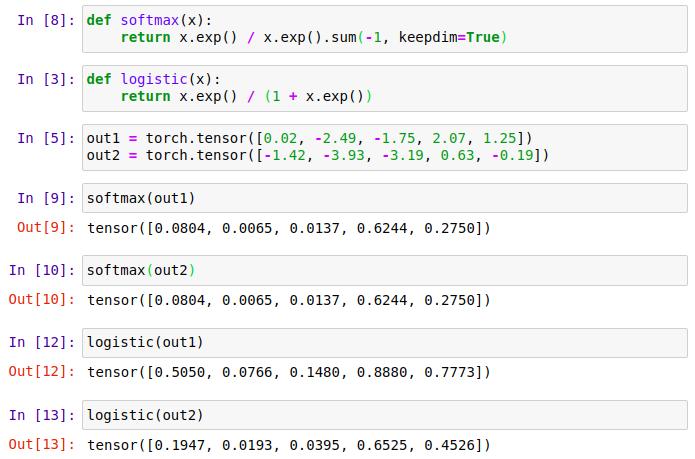 In [8]: def softmax(x):
return x.exp() / x.exp().sum(-1, keepdim=True)
In [3]: def logistic(x):
return x.exp() / (1 + x.exp())
In [5]: out1 = torch.tensor([0.02, -2.49, -1.75, 2.07, 1.25])
out2 = torch.tensor([-1.42, -3.93, -3.19, 0.63, -0.19])
In [9]: softmax(out1)
Out[9]: tensor([0.0804, 0.0065, 0.0137, 0.6244, 0.2750])
In [10]: softmax(out2)
Out[10]: tensor([0.0804, 0.0065, 0.0137, 0.6244, 0.2750])
In [12]: logistic(out1)
Out[12]: tensor([0.5050, 0.0766, 0.1480, 0.8880, 0.7773])
In [13]: logistic(out2)
Out[13]: tensor([0.1947, 0.0193, 0.0395, 0.6525, 0.4526])